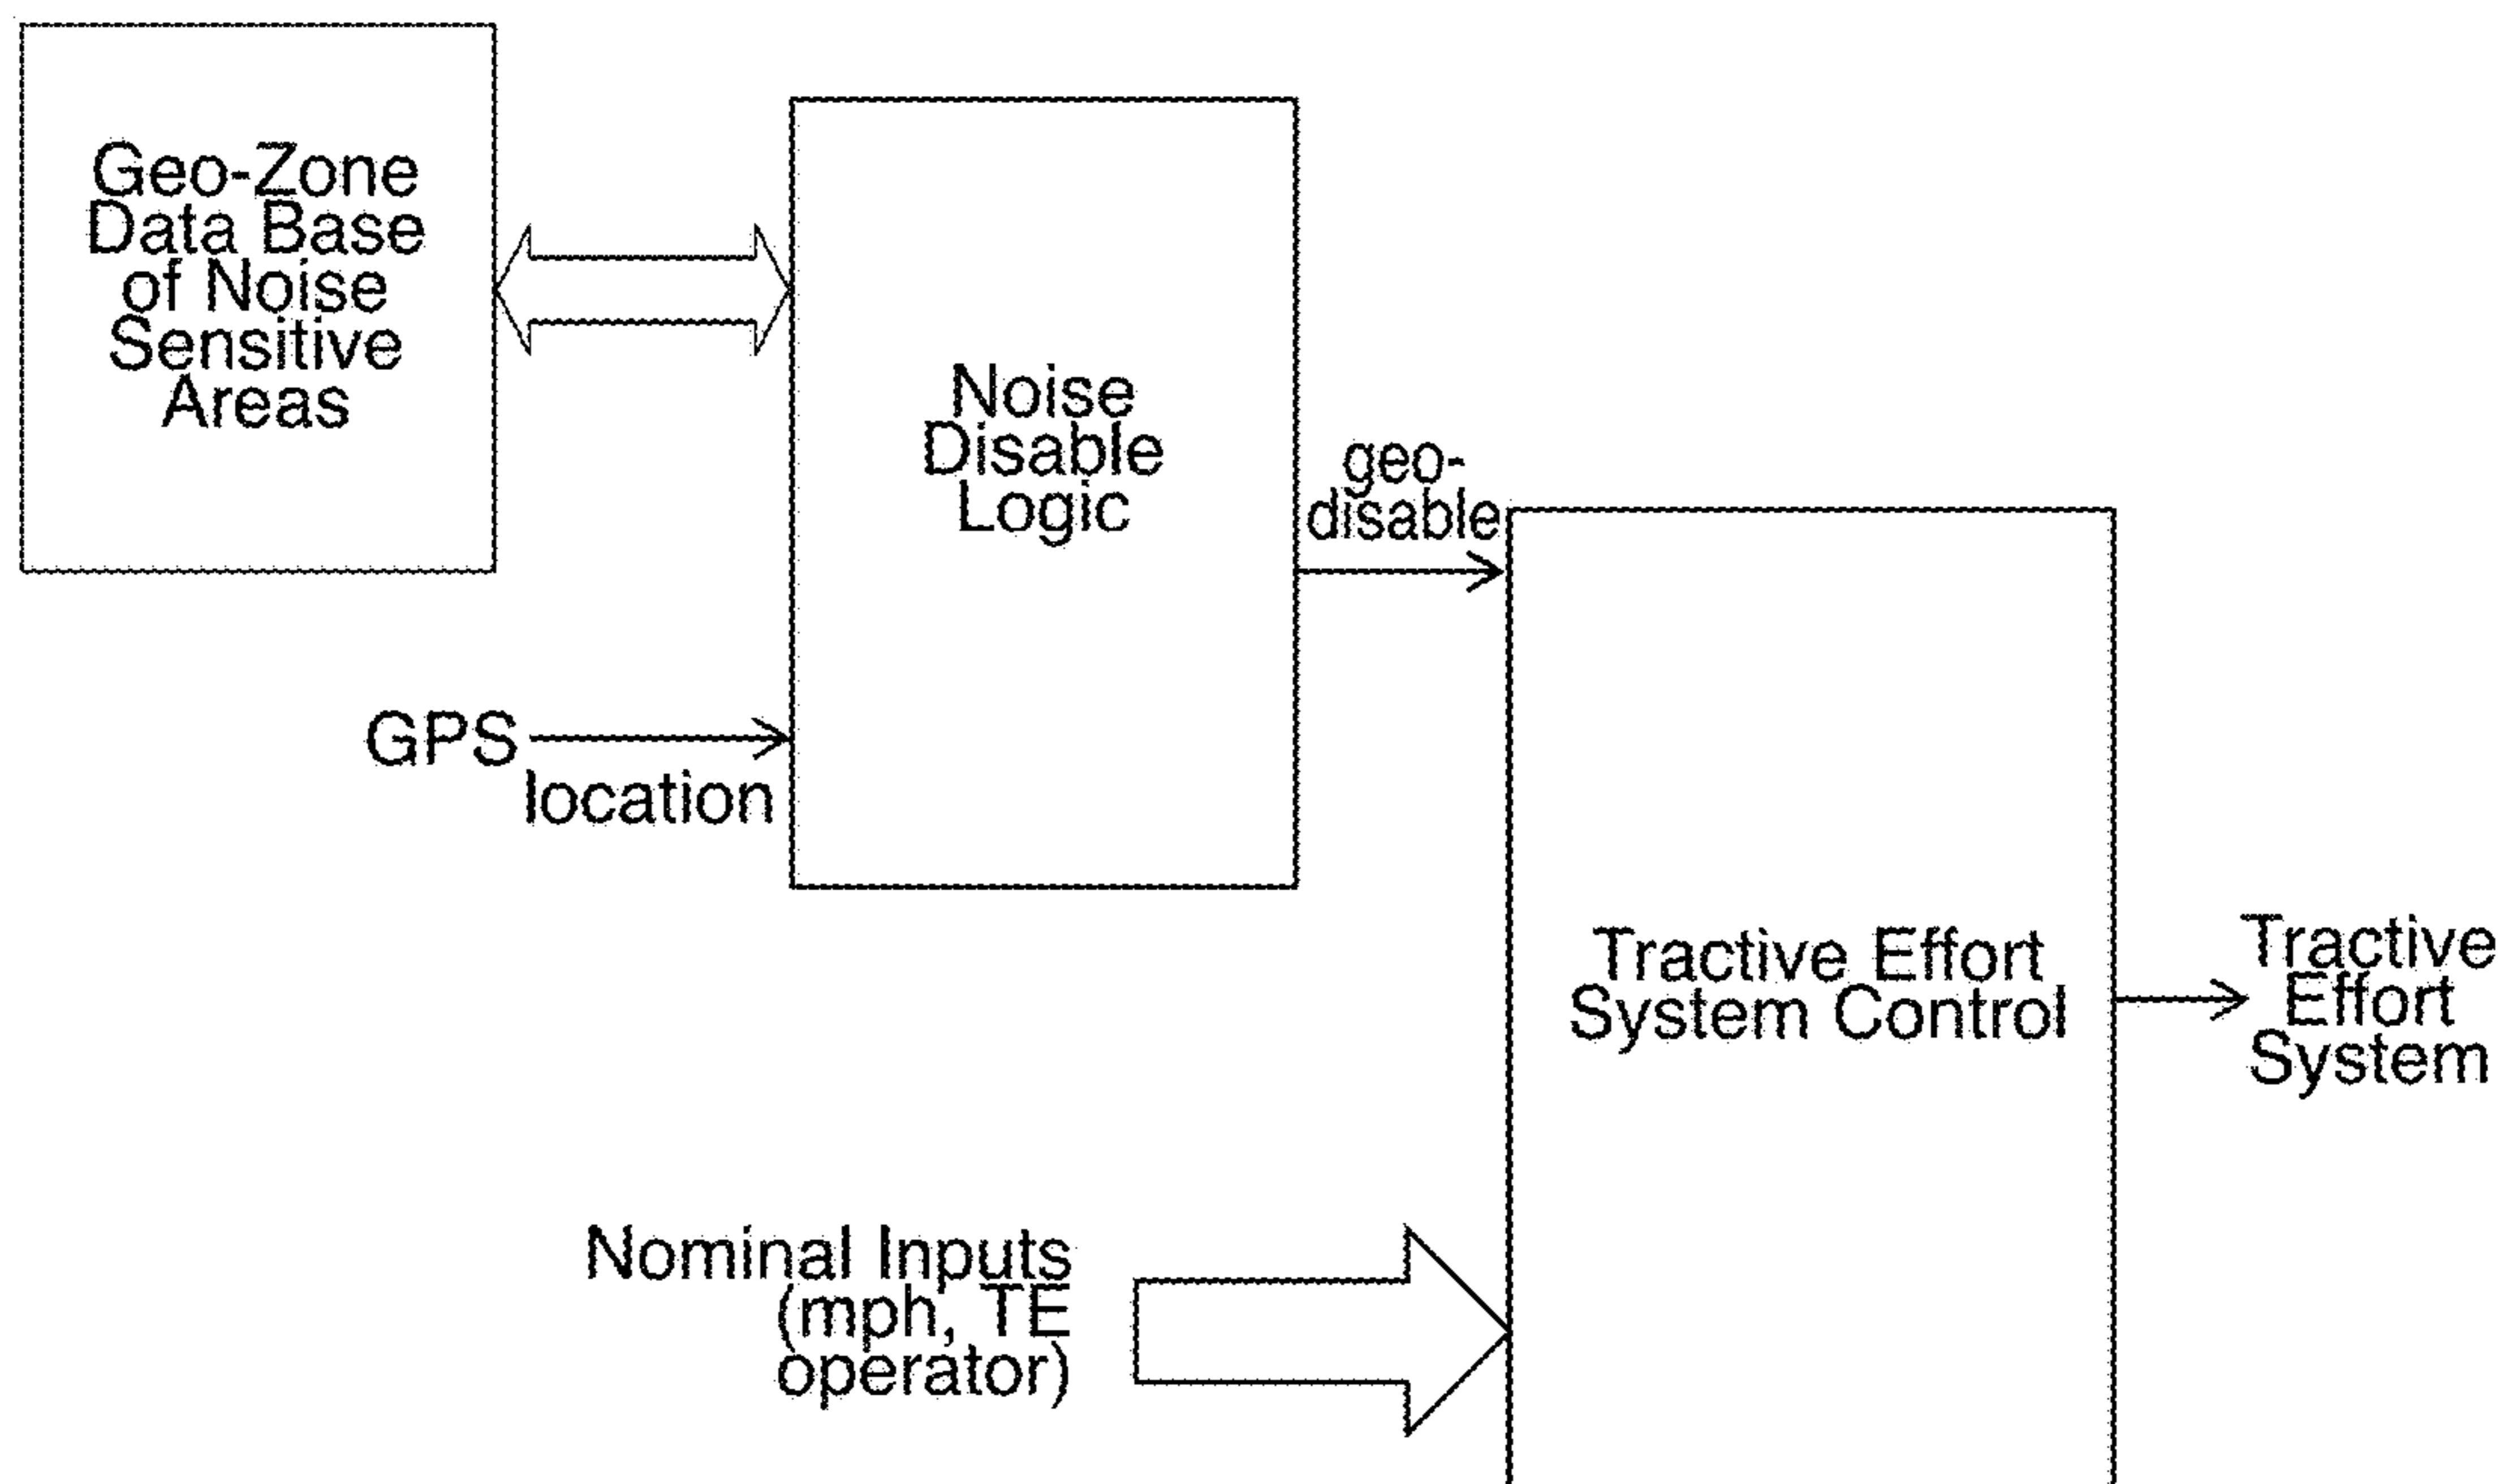 Geo-Zone
Data Base
of Noise
Sensitive
Areas
Noise
Disable
Logic
geo-
disable
GPS
location
Tractive Effort
System Control
Tractive
Effort
System
Nominal Inputs
(mph, TE
operator)